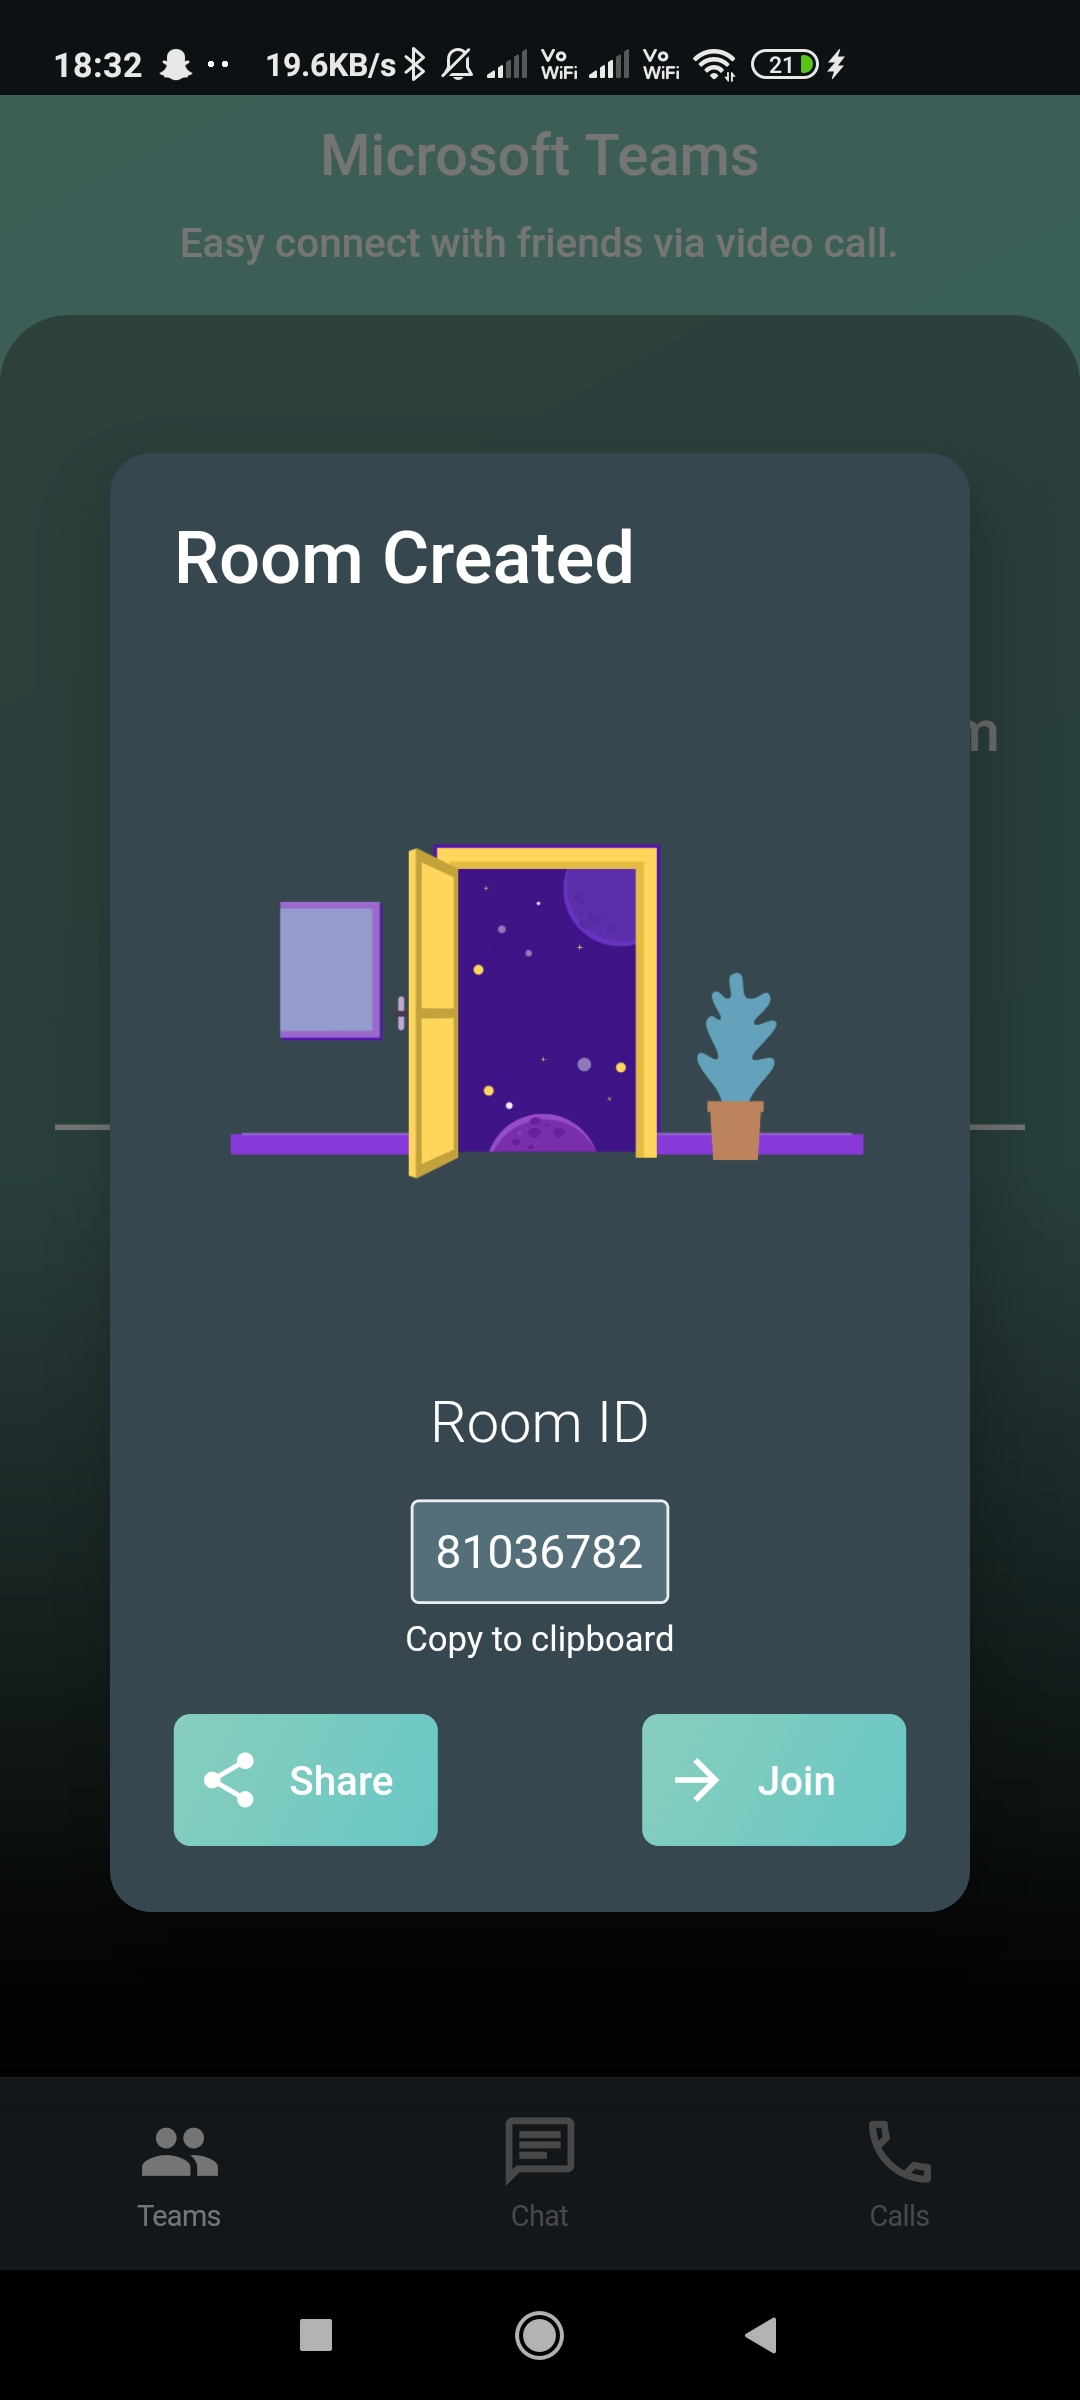 18:32 19.6KB/s Vo WiFi Vo WiFi 21
Microsoft Teams
Easy connect with friends via video call.
Room Created
m
Room ID
81036782
Copy to clipboard
Share Join
Teams Chat Calls